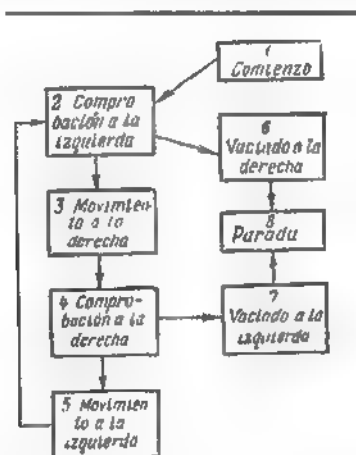 1
Comienzo
2 Compro
bación a la
izquierda
6
Vaciado a la
derecha
3 Movimien-
to a la
derecha
8
Parada
4 Compro-
bación a la
derecha
7
Vaciado a la
izquierda
5 Movimien
to a la
izquierda